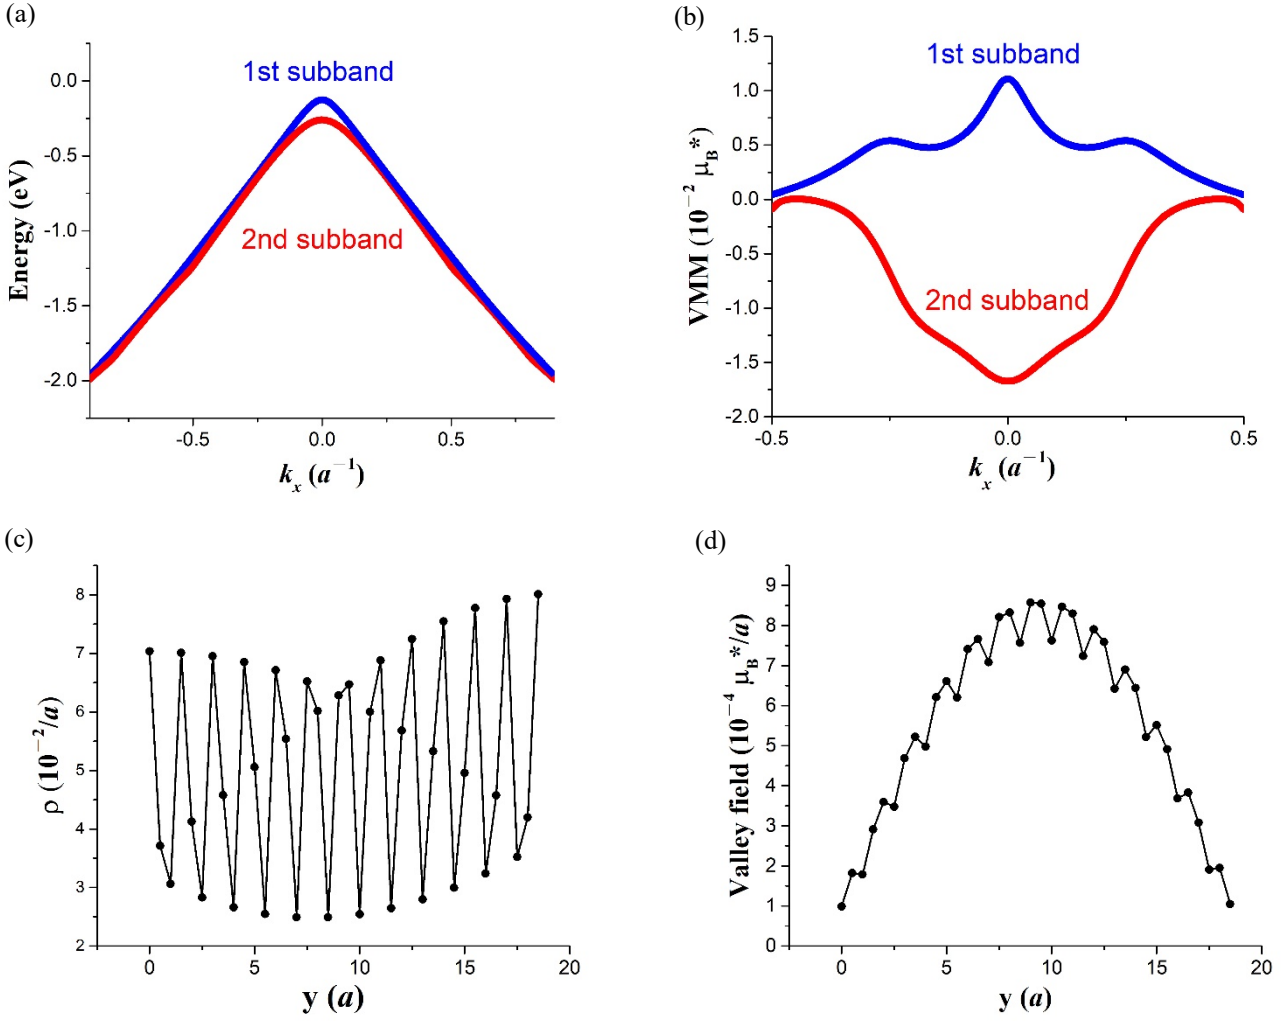 (a)
1st subband
2nd subband
0.0
-0.5
-1.0
-1.5
-2.0
Energy (eV)
-0.5 0.0 0.5
kₓ (a⁻¹)
(b)
1st subband
2nd subband
1.5
1.0
0.5
0.0
-0.5
-1.0
-1.5
-2.0
VMM (10⁻² μ_B*)
-0.5 0.0 0.5
kₓ (a⁻¹)
(c)
8
7
6
5
4
3
2
ρ (10⁻²/a)
0 5 10 15 20
y (a)
(d)
9
8
7
6
5
4
3
2
1
0
Valley field (10⁻⁴ μ_B*/a)
0 5 10 15 20
y (a)